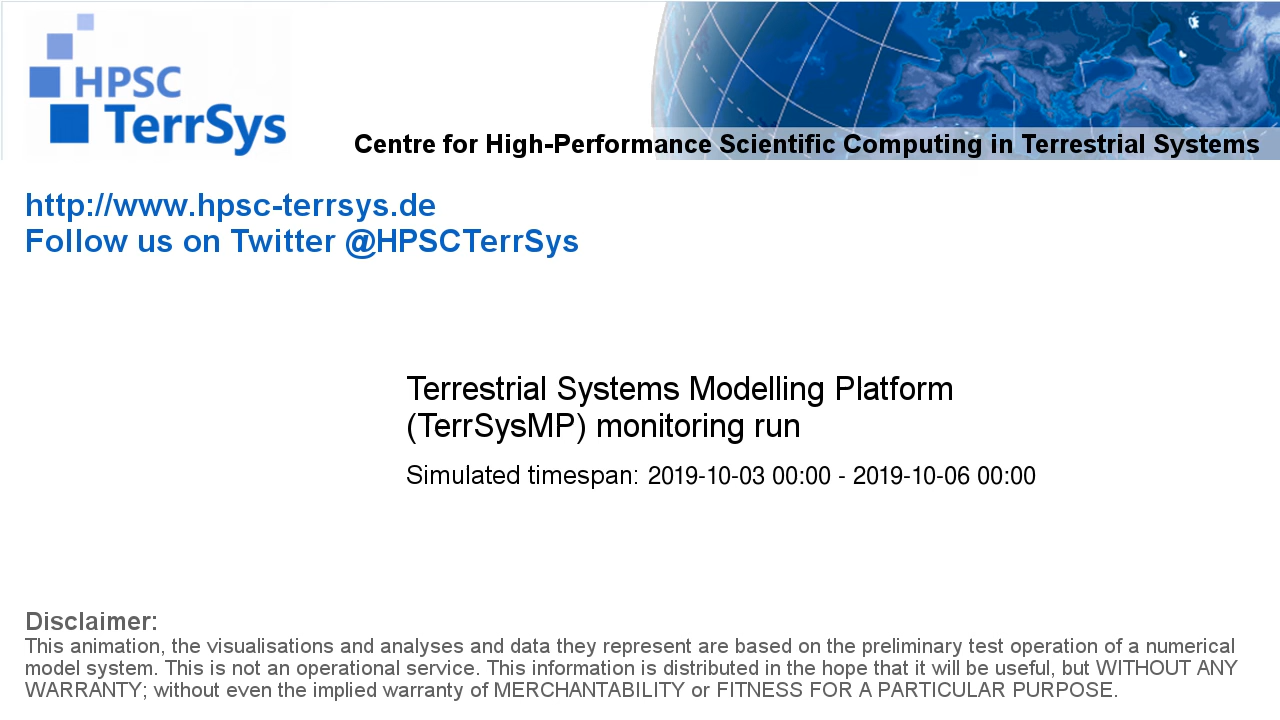 HPSC
TerrSys
Centre for High-Performance Scientific Computing in Terrestrial Systems
http://www.hpsc-terrsys.de
Follow us on Twitter @HPSCTerrSys
Terrestrial Systems Modelling Platform
(TerrSysMP) monitoring run
Simulated timespan: 2019-10-03 00:00 - 2019-10-06 00:00
Disclaimer:
This animation, the visualisations and analyses and data they represent are based on the preliminary test operation of a numerical
model system. This is not an operational service. This information is distributed in the hope that it will be useful, but WITHOUT ANY
WARRANTY; without even the implied warranty of MERCHANTABILITY or FITNESS FOR A PARTICULAR PURPOSE.